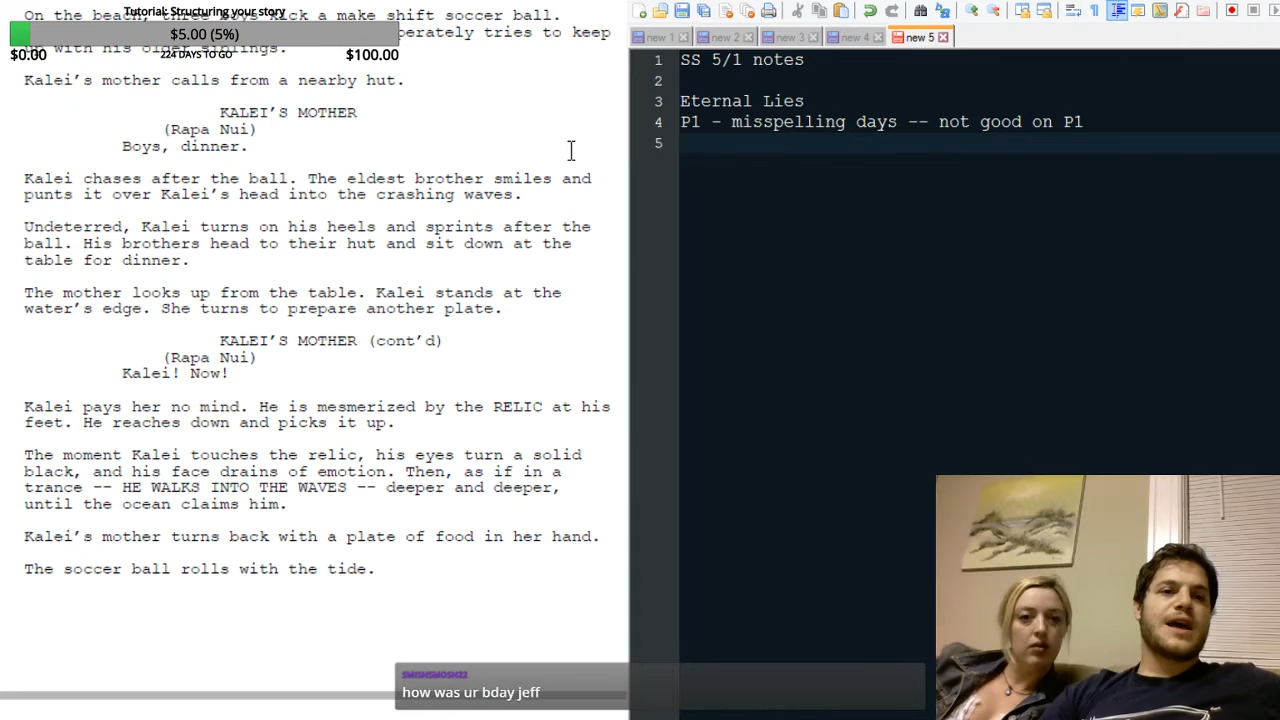 On the beach, three boys kick a make shift soccer ball.
Tutorial: Structuring your story
perately tries to keep
$5.00 (5%)
up with his older siblings.
$0.00
224 DAYS TO GO
$100.00
Kalei's mother calls from a nearby hut.
KALEI'S MOTHER
(Rapa Nui)
Boys, dinner.
Kalei chases after the ball. The eldest brother smiles and
punts it over Kalei's head into the crashing waves.
Undeterred, Kalei turns on his heels and sprints after the
ball. His brothers head to their hut and sit down at the
table for dinner.
The mother looks up from the table. Kalei stands at the
water's edge. She turns to prepare another plate.
KALEI'S MOTHER (cont'd)
(Rapa Nui)
Kalei! Now!
Kalei pays her no mind. He is mesmerized by the RELIC at his
feet. He reaches down and picks it up.
The moment Kalei touches the relic, his eyes turn a solid
black, and his face drains of emotion. Then, as if in a
trance -- HE WALKS INTO THE WAVES -- deeper and deeper,
until the ocean claims him.
Kalei's mother turns back with a plate of food in her hand.
The soccer ball rolls with the tide.
new 1 new 2 new 3 new 4 new 5
1 SS 5/1 notes
2
3 Eternal Lies
4 P1 - misspelling days -- not good on P1
5
SMISHSMOSH22
how was ur bday jeff